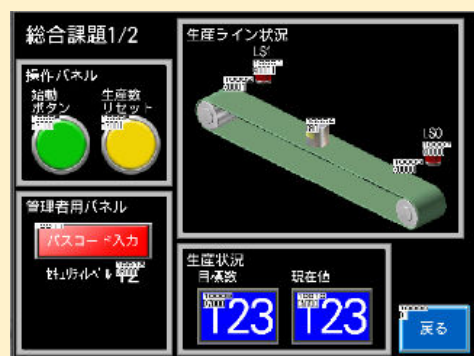 総合課題1/2
操作パネル
始動
ボタン
生産数
リセット
管理者用パネル
パスコード入力
セキュリティレベル 12
生産ライン状況
LS1
LS0
生産状況
目標数
現在値
123
123
戻る